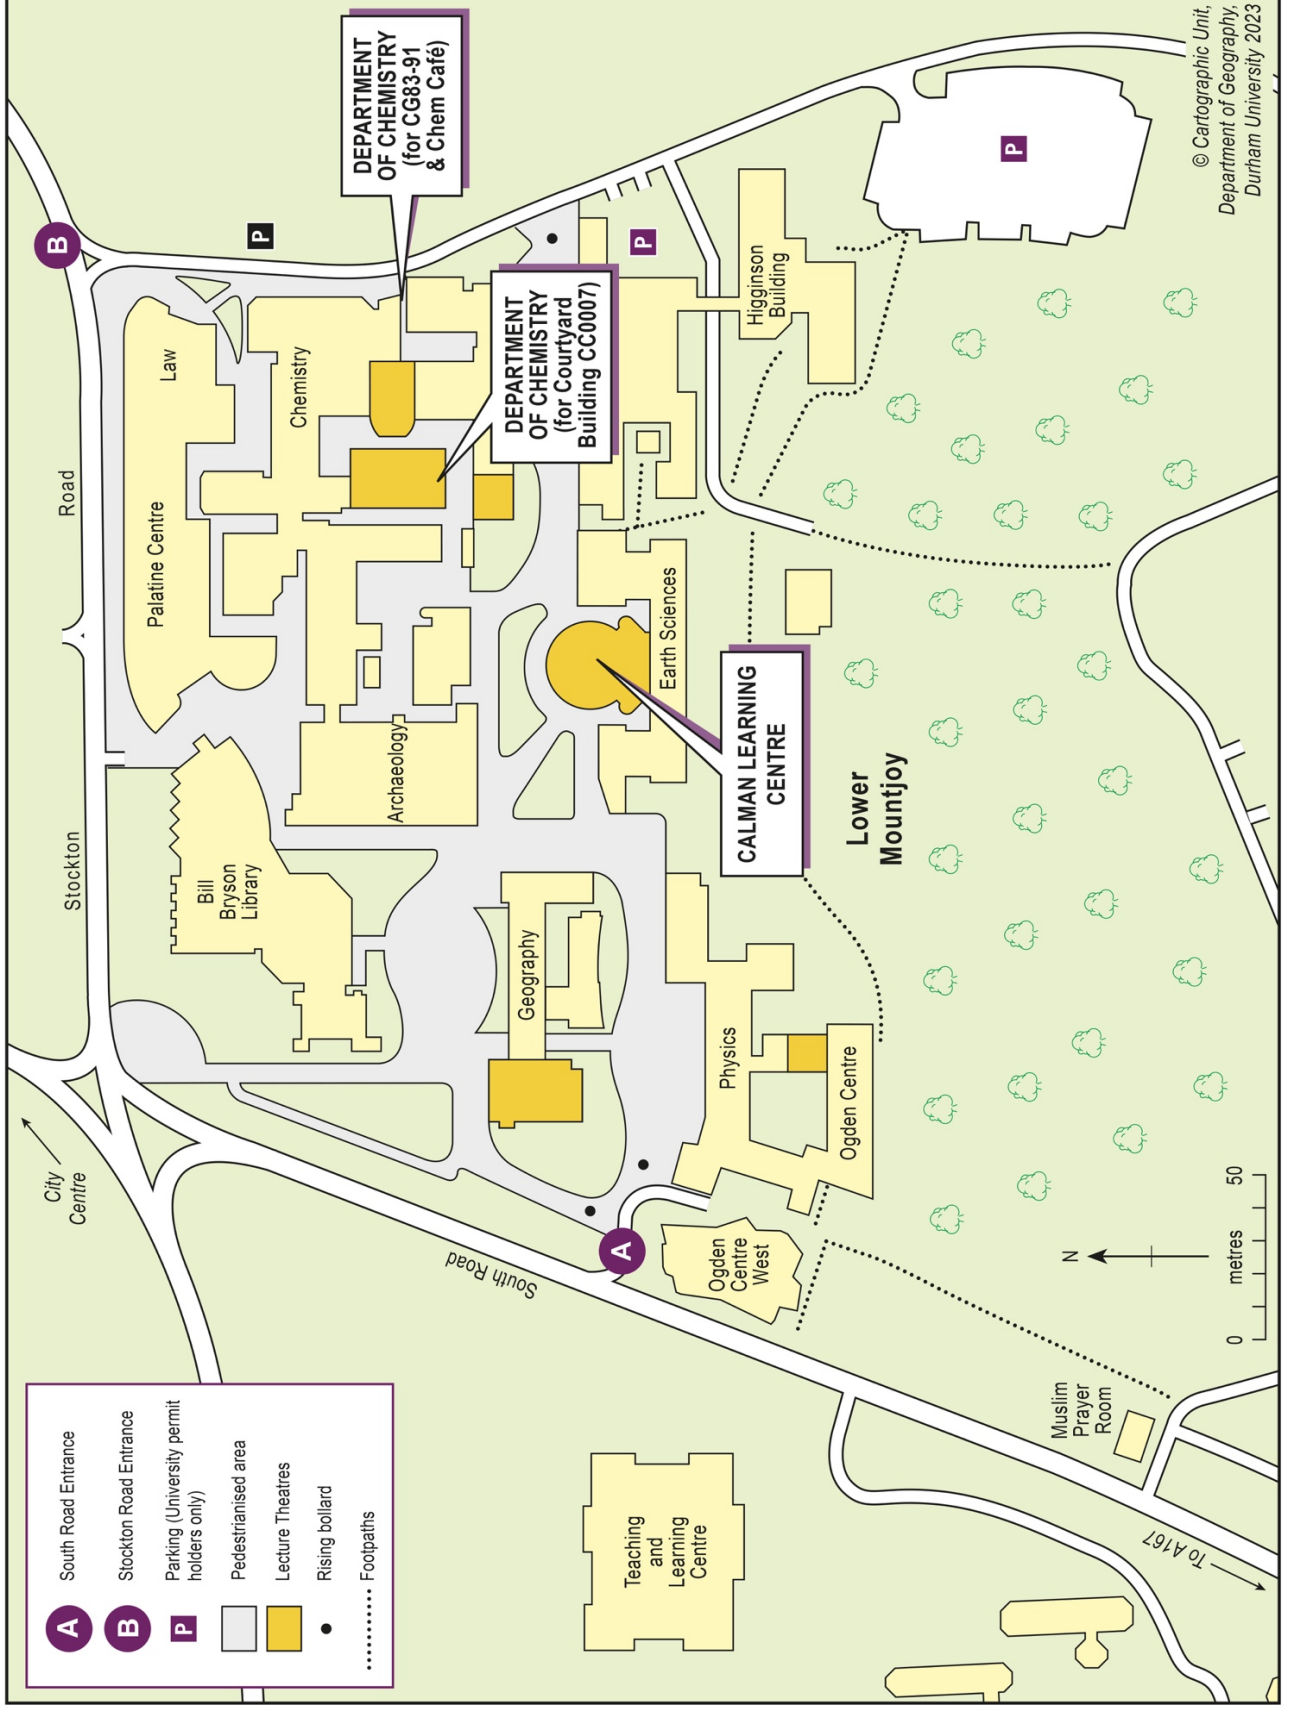 A
South Road Entrance
B
Stockton Road Entrance
P
Parking (University permit
holders only)
Pedestrianised area
Lecture Theatres
Rising bollard
Footpaths
City
Centre
Stockton
Road
B
P
DEPARTMENT
OF CHEMISTRY
(for CG83-91
& Chem Café)
Law
Palatine Centre
Chemistry
Bill
Bryson
Library
Archaeology
DEPARTMENT
OF CHEMISTRY
(for Courtyard
Building CC0007)
P
South Road
Geography
A
Earth Sciences
Higginson
Building
Teaching
and
Learning
Centre
Ogden
Centre
West
Physics
Ogden Centre
CALMAN LEARNING
CENTRE
Lower
Mountjoy
P
Muslim
Prayer
Room
To A167
N
0
metres
50
© Cartographic Unit,
Department of Geography,
Durham University 2023